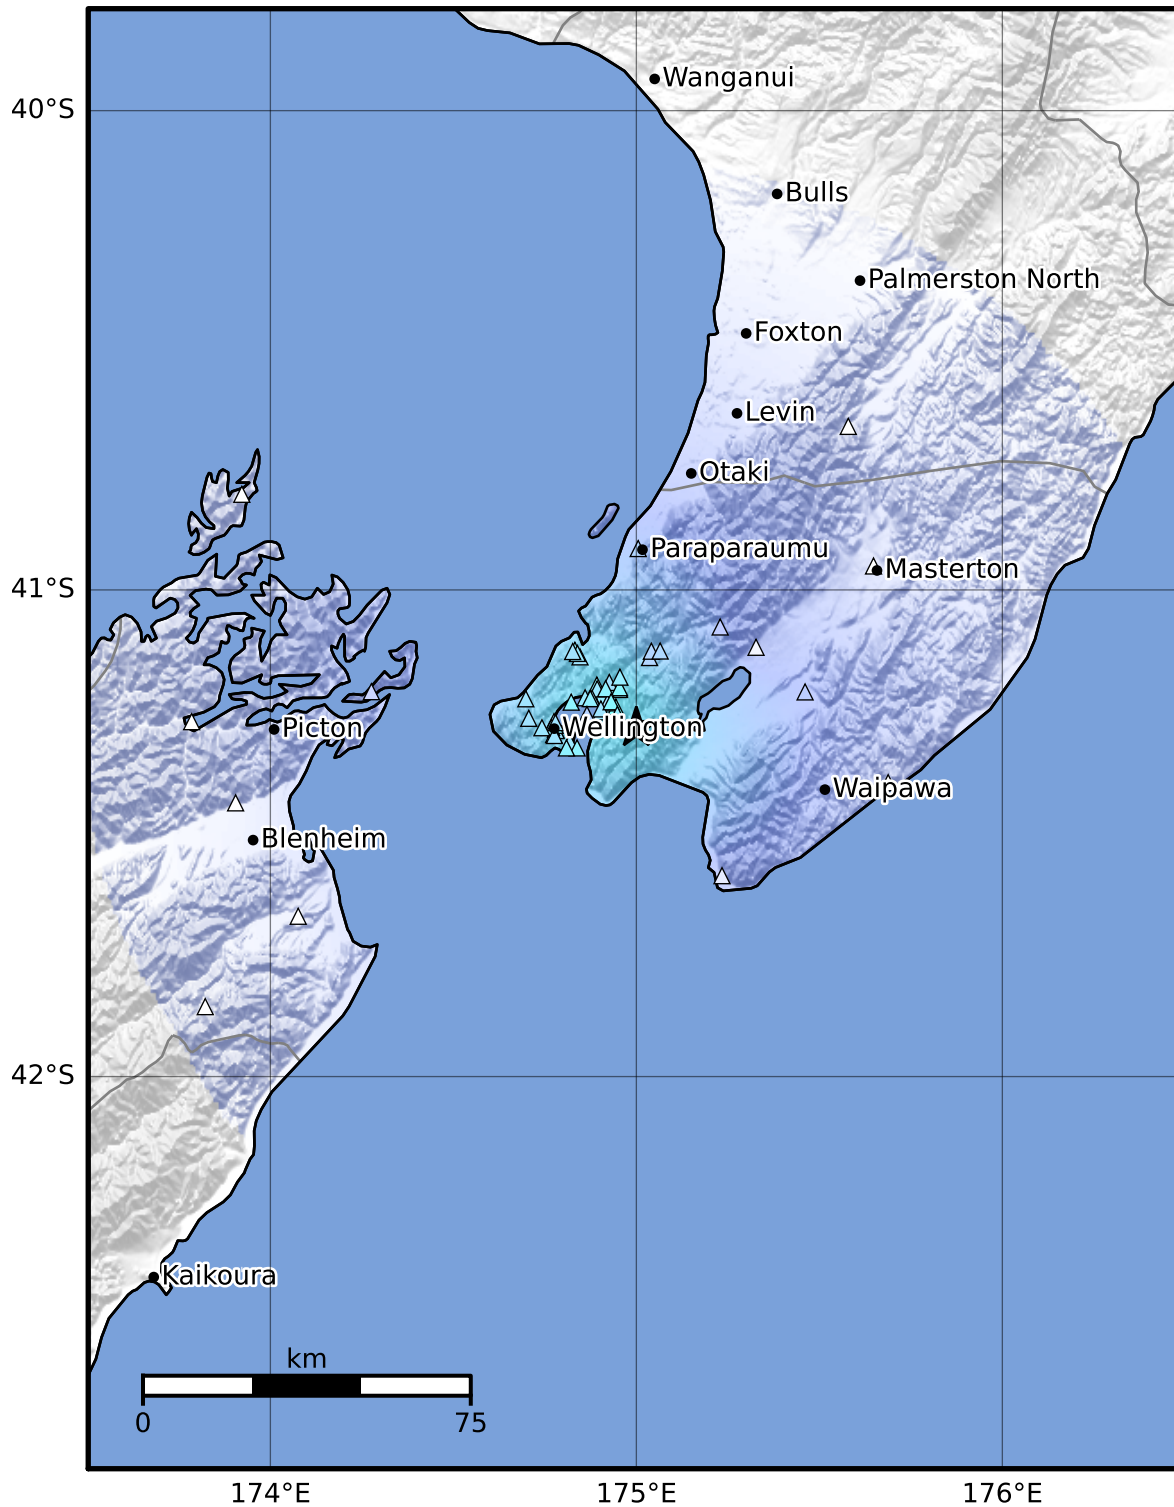 Wanganui
40°S
Bulls
Palmerston North
Foxton
Levin
Otaki
Paraparaumu
Masterton
41°S
Wellington
Picton
Waipawa
Blenheim
42°S
Kaikoura
km
0
75
174°E
175°E
176°E